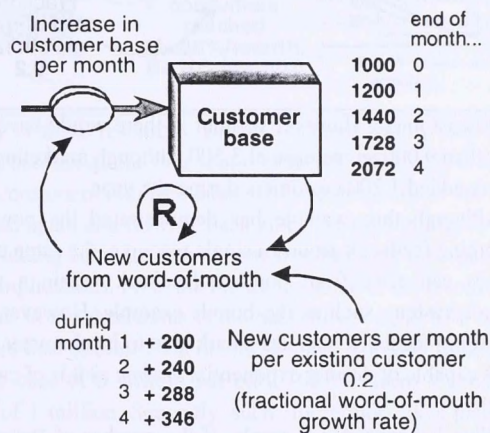 Increase in
customer base
per month
end of
month...
1000 0
1200 1
1440 2
1728 3
2072 4
Customer
base
R
New customers
from word-of-mouth
during
month 1 + 200
2 + 240
3 + 288
4 + 346
New customers per month
per existing customer
0.2
(fractional word-of-mouth
growth rate)